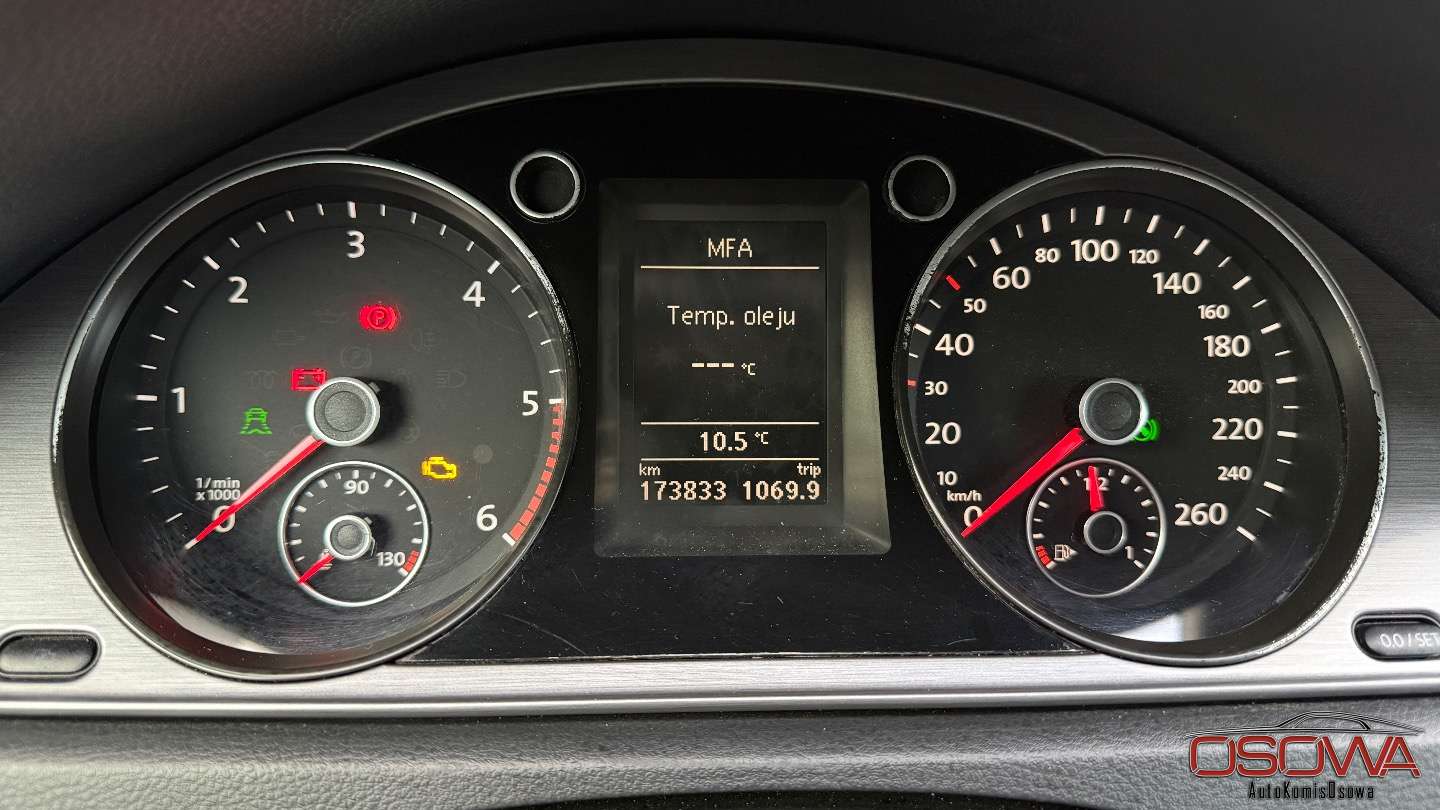 MFA
Temp. oleju
--- °C
10.5 °C
km trip
173833 1069.9
0 1 2 3 4 5 6
1/min
x 1000
90
130
P
0 10 20 30 40 50 60 80 100 120 140 160 180 200 220 240 260
km/h
1/2
1
0.0 / SET
OSOWA
AutoKomisOsowa